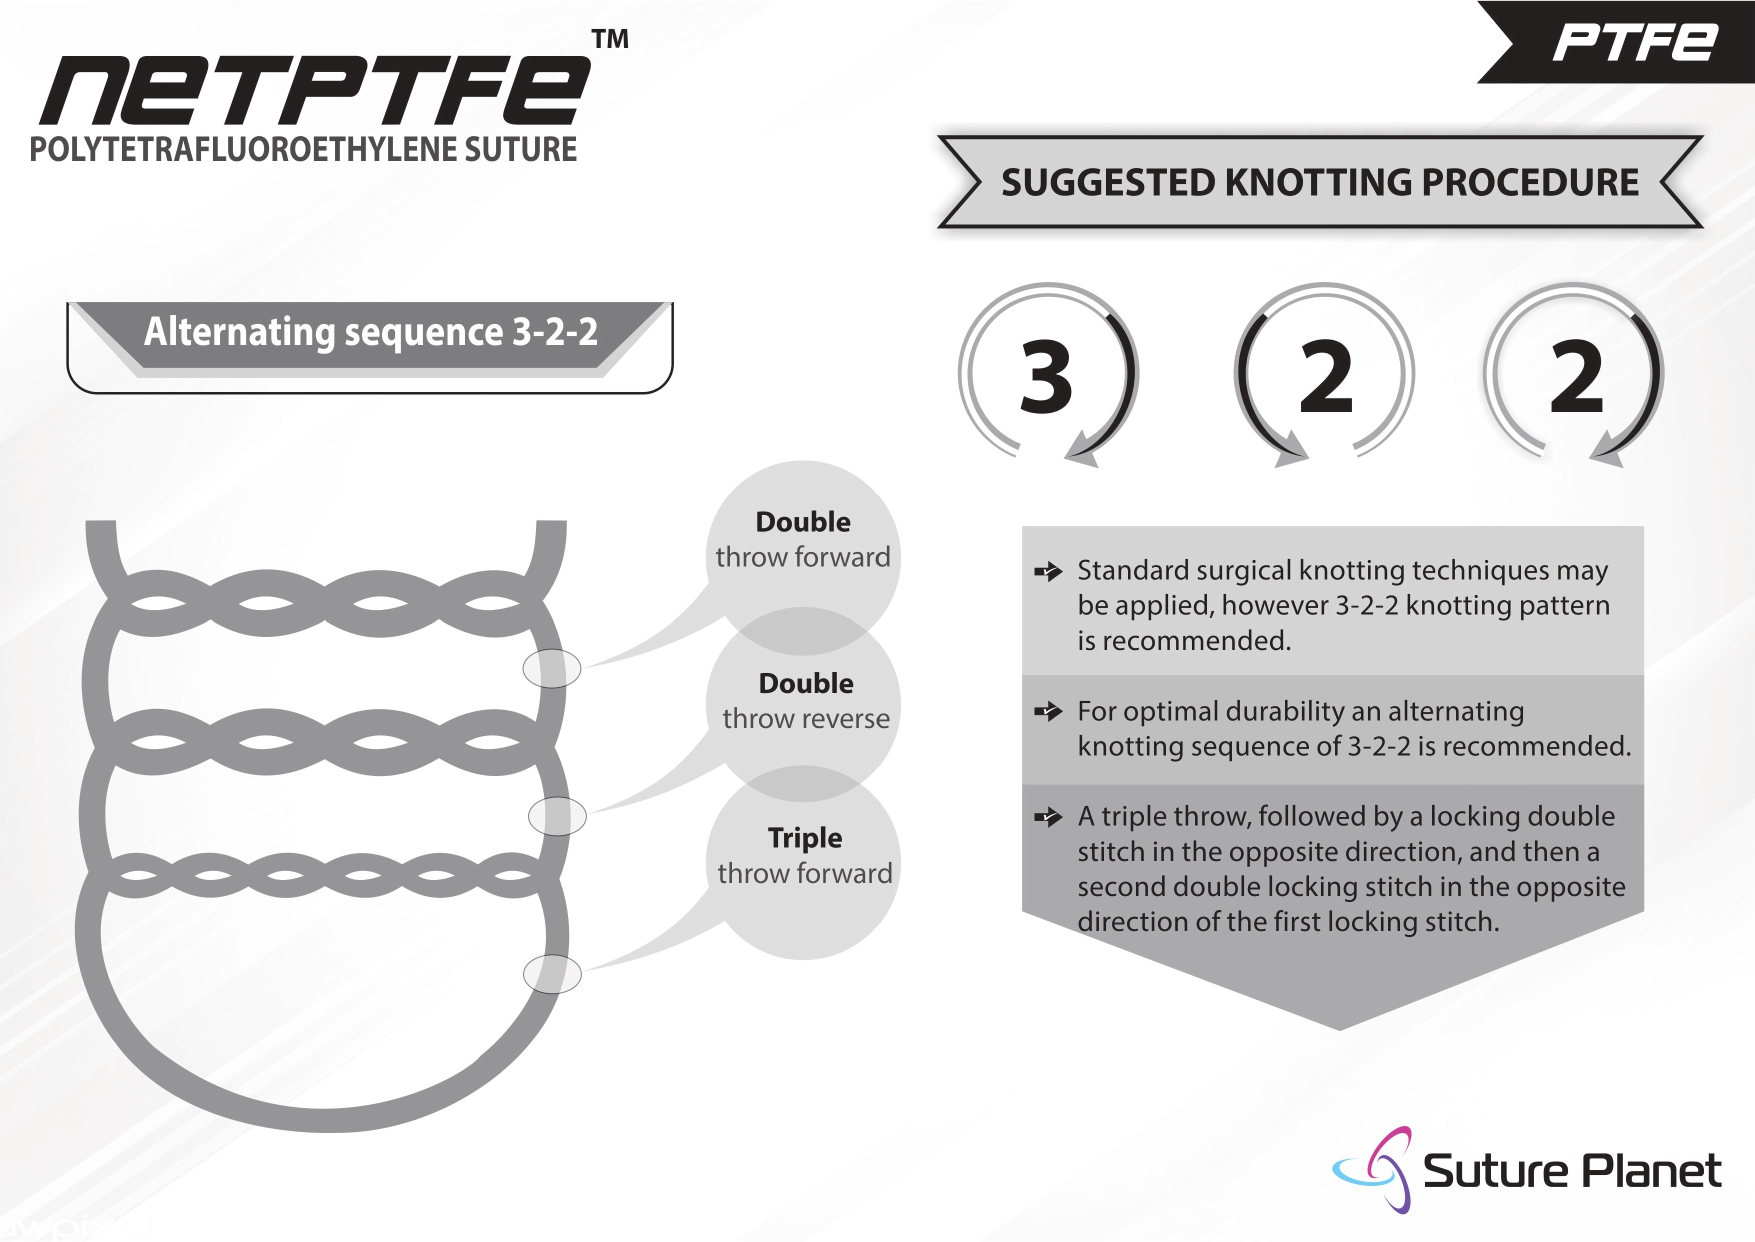 netPTFe™
POLYTETRAFLUOROETHYLENE SUTURE
PTFe
SUGGESTED KNOTTING PROCEDURE
Alternating sequence 3-2-2
3
2
2
Double
throw forward
Double
throw reverse
Triple
throw forward
Standard surgical knotting techniques may
be applied, however 3-2-2 knotting pattern
is recommended.
For optimal durability an alternating
knotting sequence of 3-2-2 is recommended.
A triple throw, followed by a locking double
stitch in the opposite direction, and then a
second double locking stitch in the opposite
direction of the first locking stitch.
Suture Planet